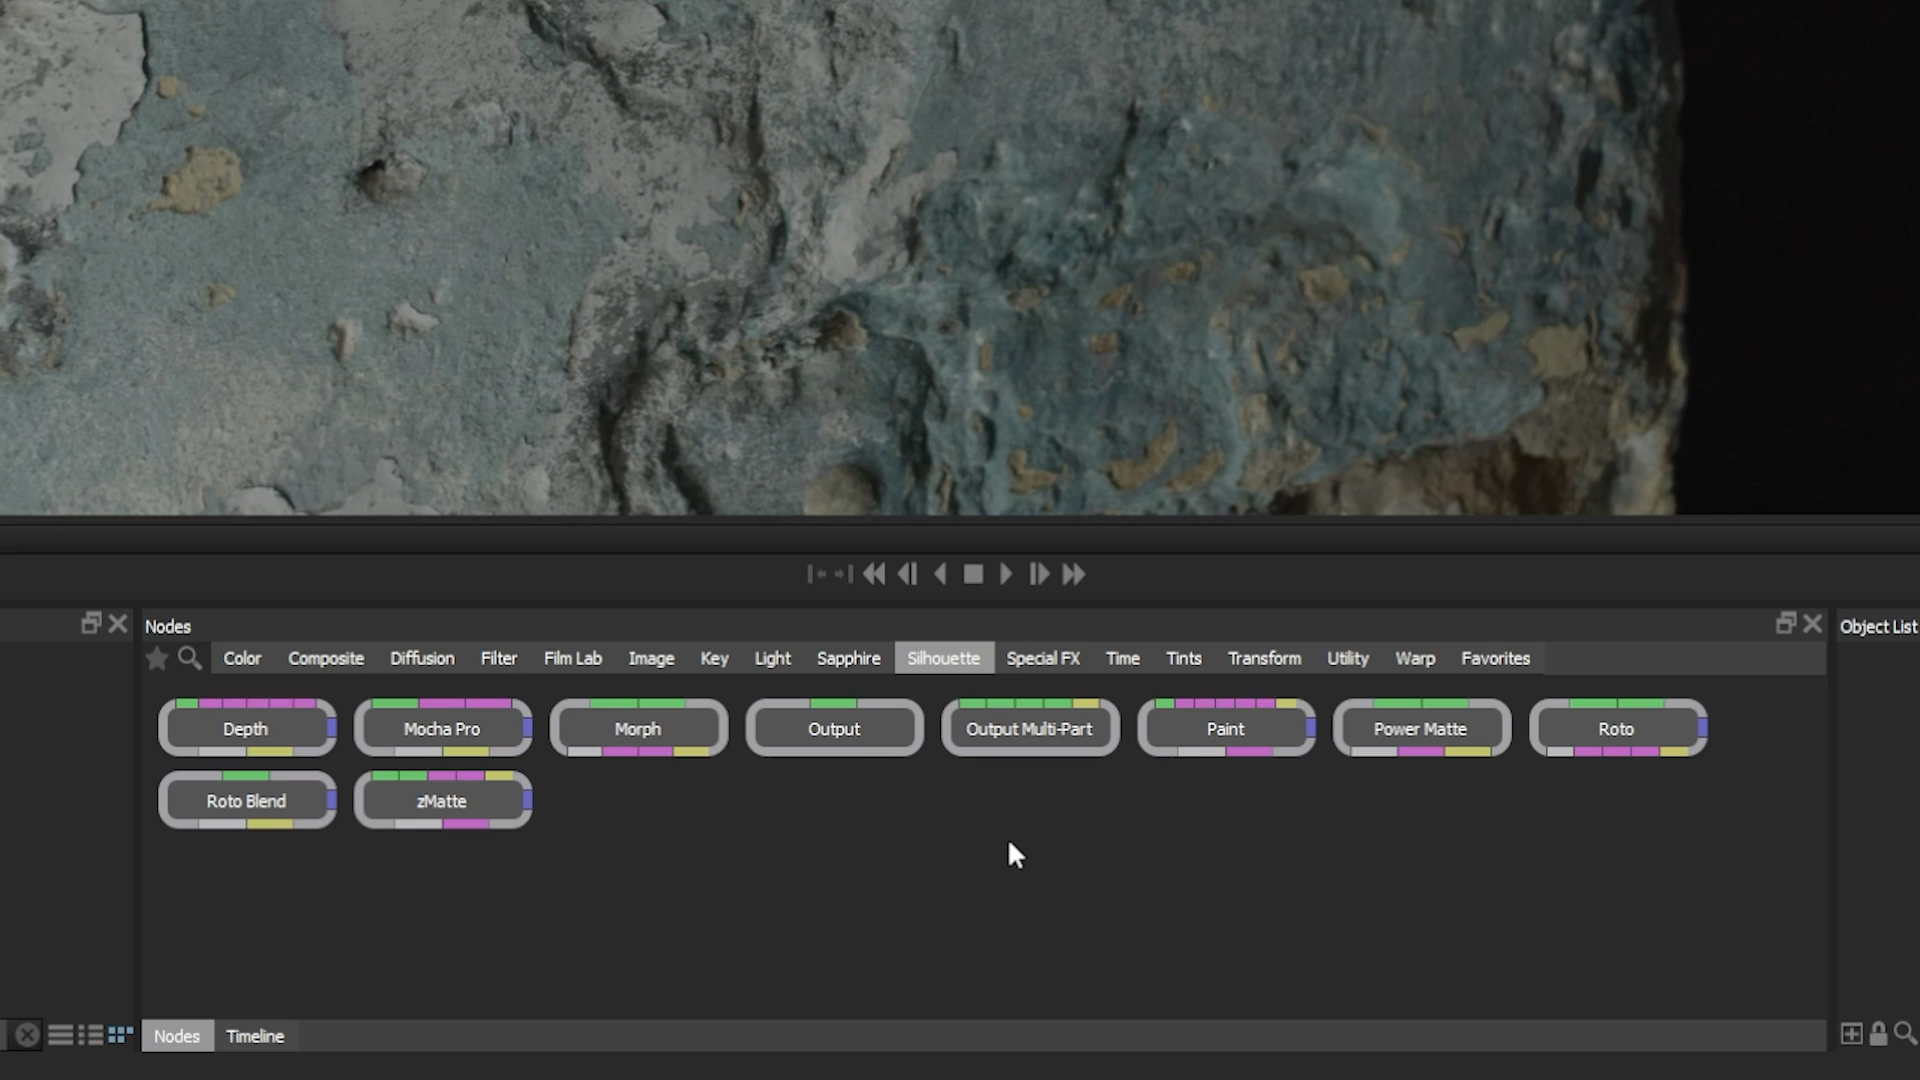 Nodes
Object List
Color Composite Diffusion Filter Film Lab Image Key Light Sapphire Silhouette Special FX Time Tints Transform Utility Warp Favorites
Depth Mocha Pro Morph Output Output Multi-Part Paint Power Matte Roto
Roto Blend zMatte
Nodes Timeline